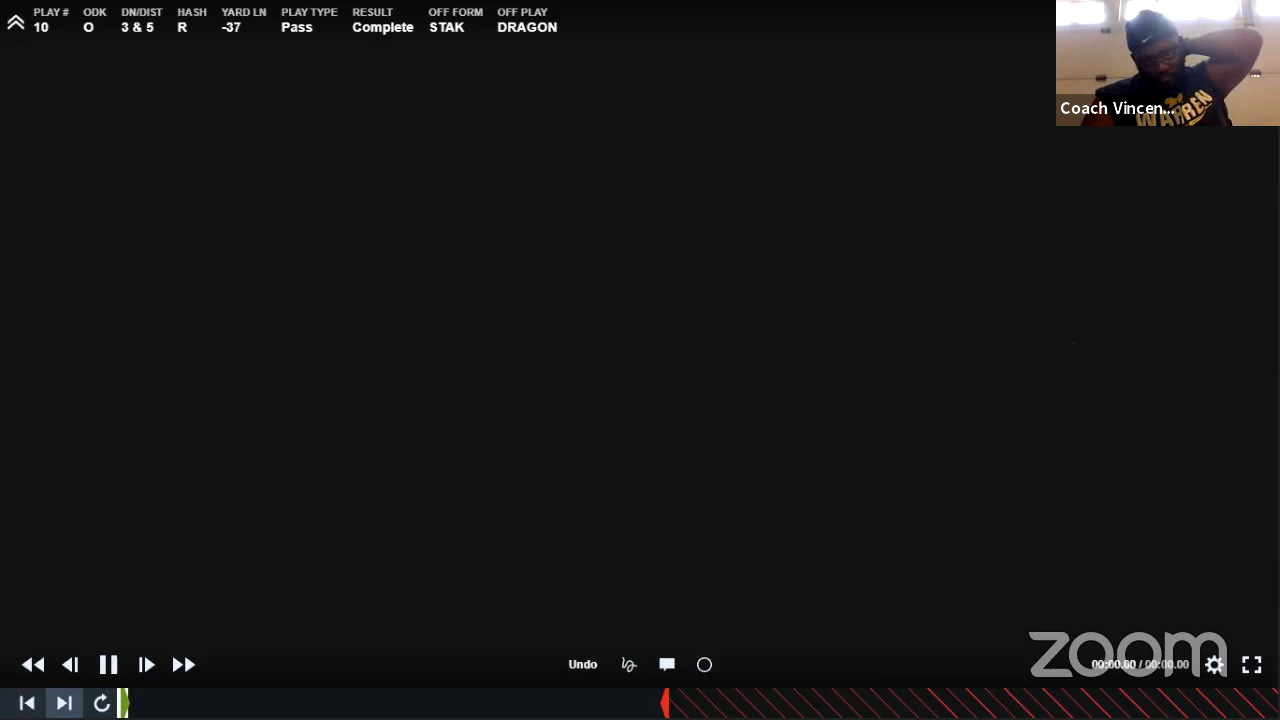 PLAY # ODK DN/DIST HASH YARD LN PLAY TYPE RESULT OFF FORM OFF PLAY
10 O 3 & 5 R -37 Pass Complete STAK DRAGON
Coach Vincen...
WARREN
Undo
00:00.00 / 00:00.00
zoom